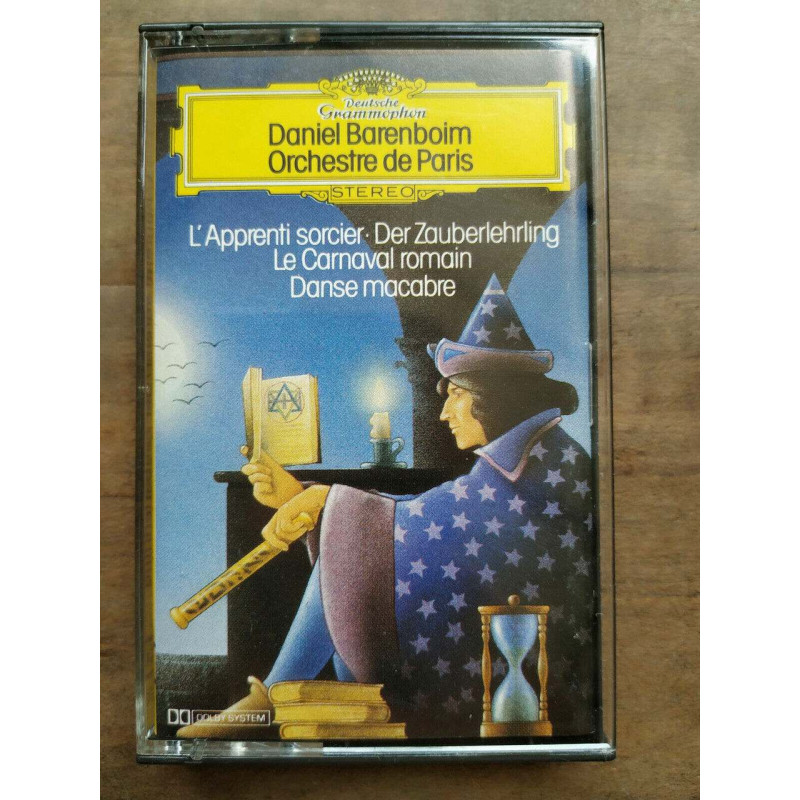 Deutsche
Grammophon
Daniel Barenboim
Orchestre de Paris
STEREO
L'Apprenti sorcier · Der Zauberlehrling
Le Carnaval romain
Danse macabre
DOLBY SYSTEM